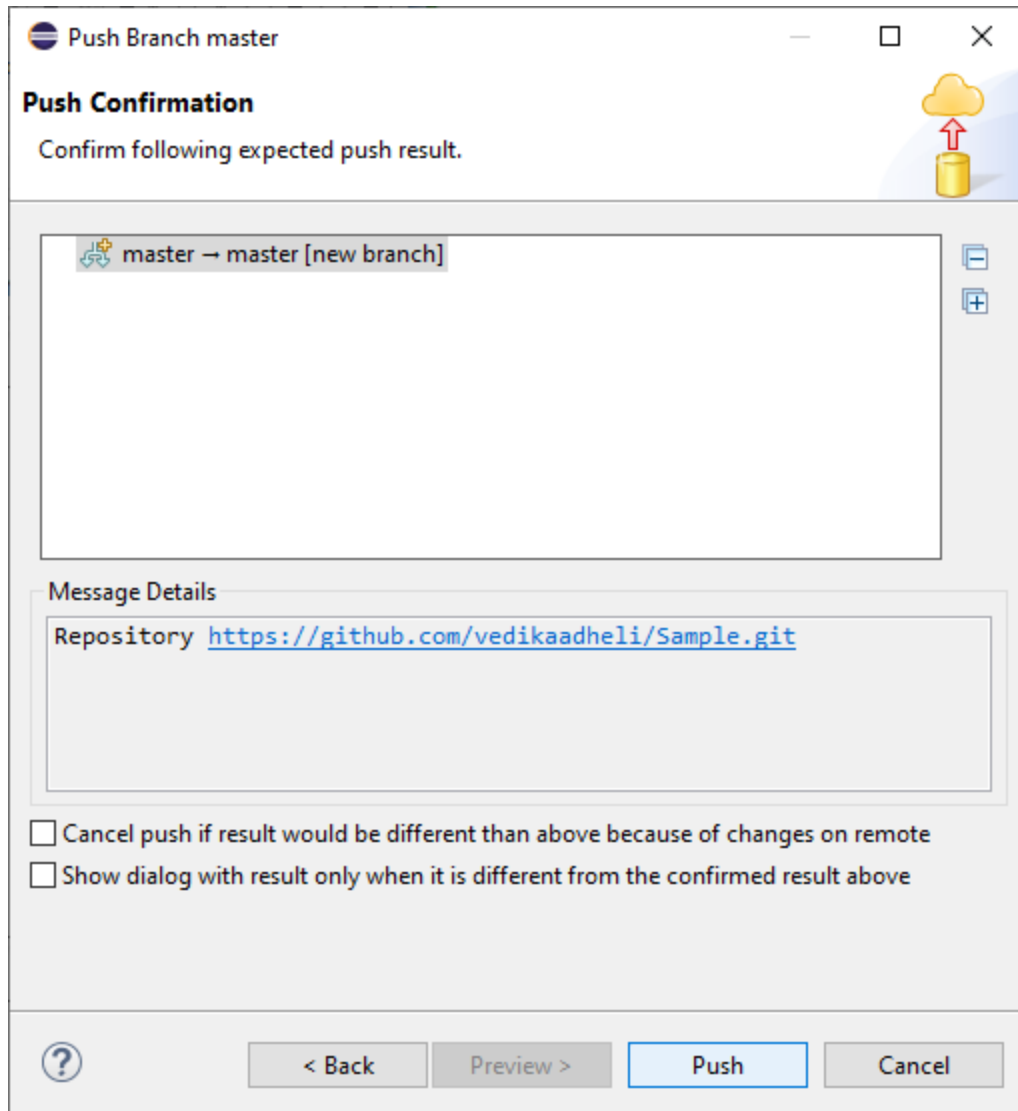 Push Branch master
Push Confirmation
Confirm following expected push result.
master → master [new branch]
Message Details
Repository https://github.com/vedikaadheli/Sample.git
Cancel push if result would be different than above because of changes on remote
Show dialog with result only when it is different from the confirmed result above
? < Back Preview > Push Cancel